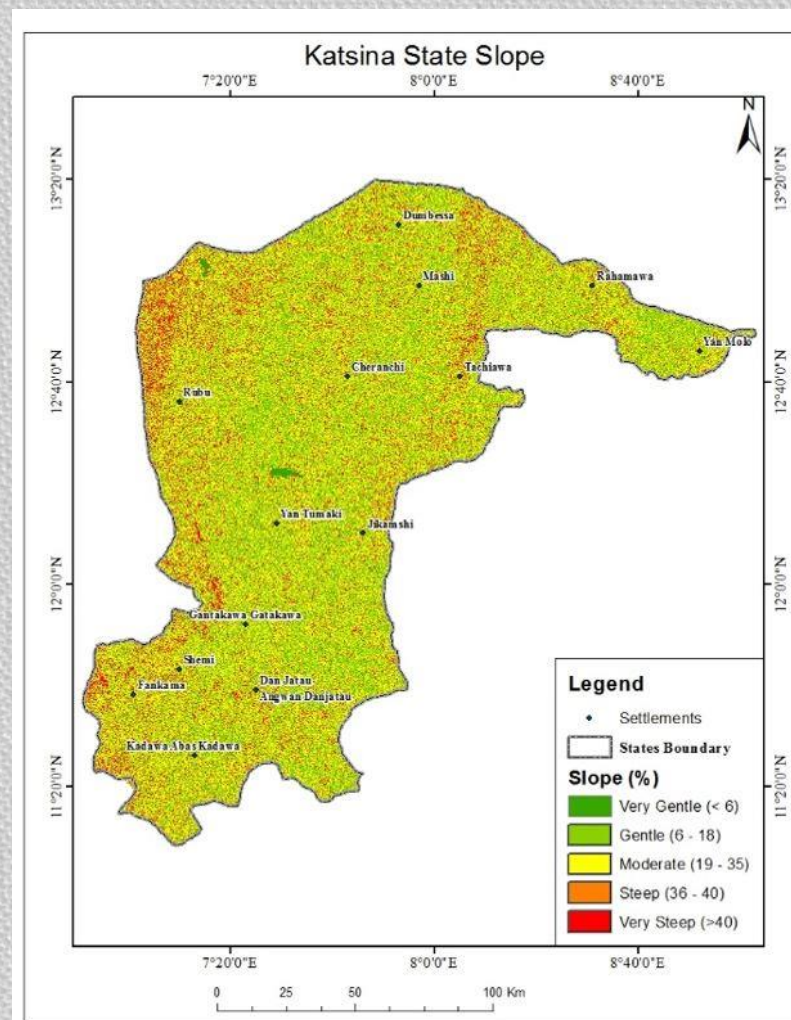 Katsina State Slope
7°20'0"E 8°0'0"E 8°40'0"E
N
13°20'0"N 13°20'0"N
Dumbessa
Mashi
Rahamawa
Yan Molo
12°40'0"N 12°40'0"N
Cheranchi
Tachiawa
Rubu
Yan Tumaki
Jikamshi
12°0'0"N 12°0'0"N
Gantakawa Gatakawa
Shemi
Fankama
Dan Jatau
Angwan Danjatau
Kadawa Abas Kadawa
11°20'0"N 11°20'0"N
Legend
Settlements
States Boundary
Slope (%)
Very Gentle (< 6)
Gentle (6 - 18)
Moderate (19 - 35)
Steep (36 - 40)
Very Steep (>40)
7°20'0"E 8°0'0"E 8°40'0"E
0 25 50 100 Km